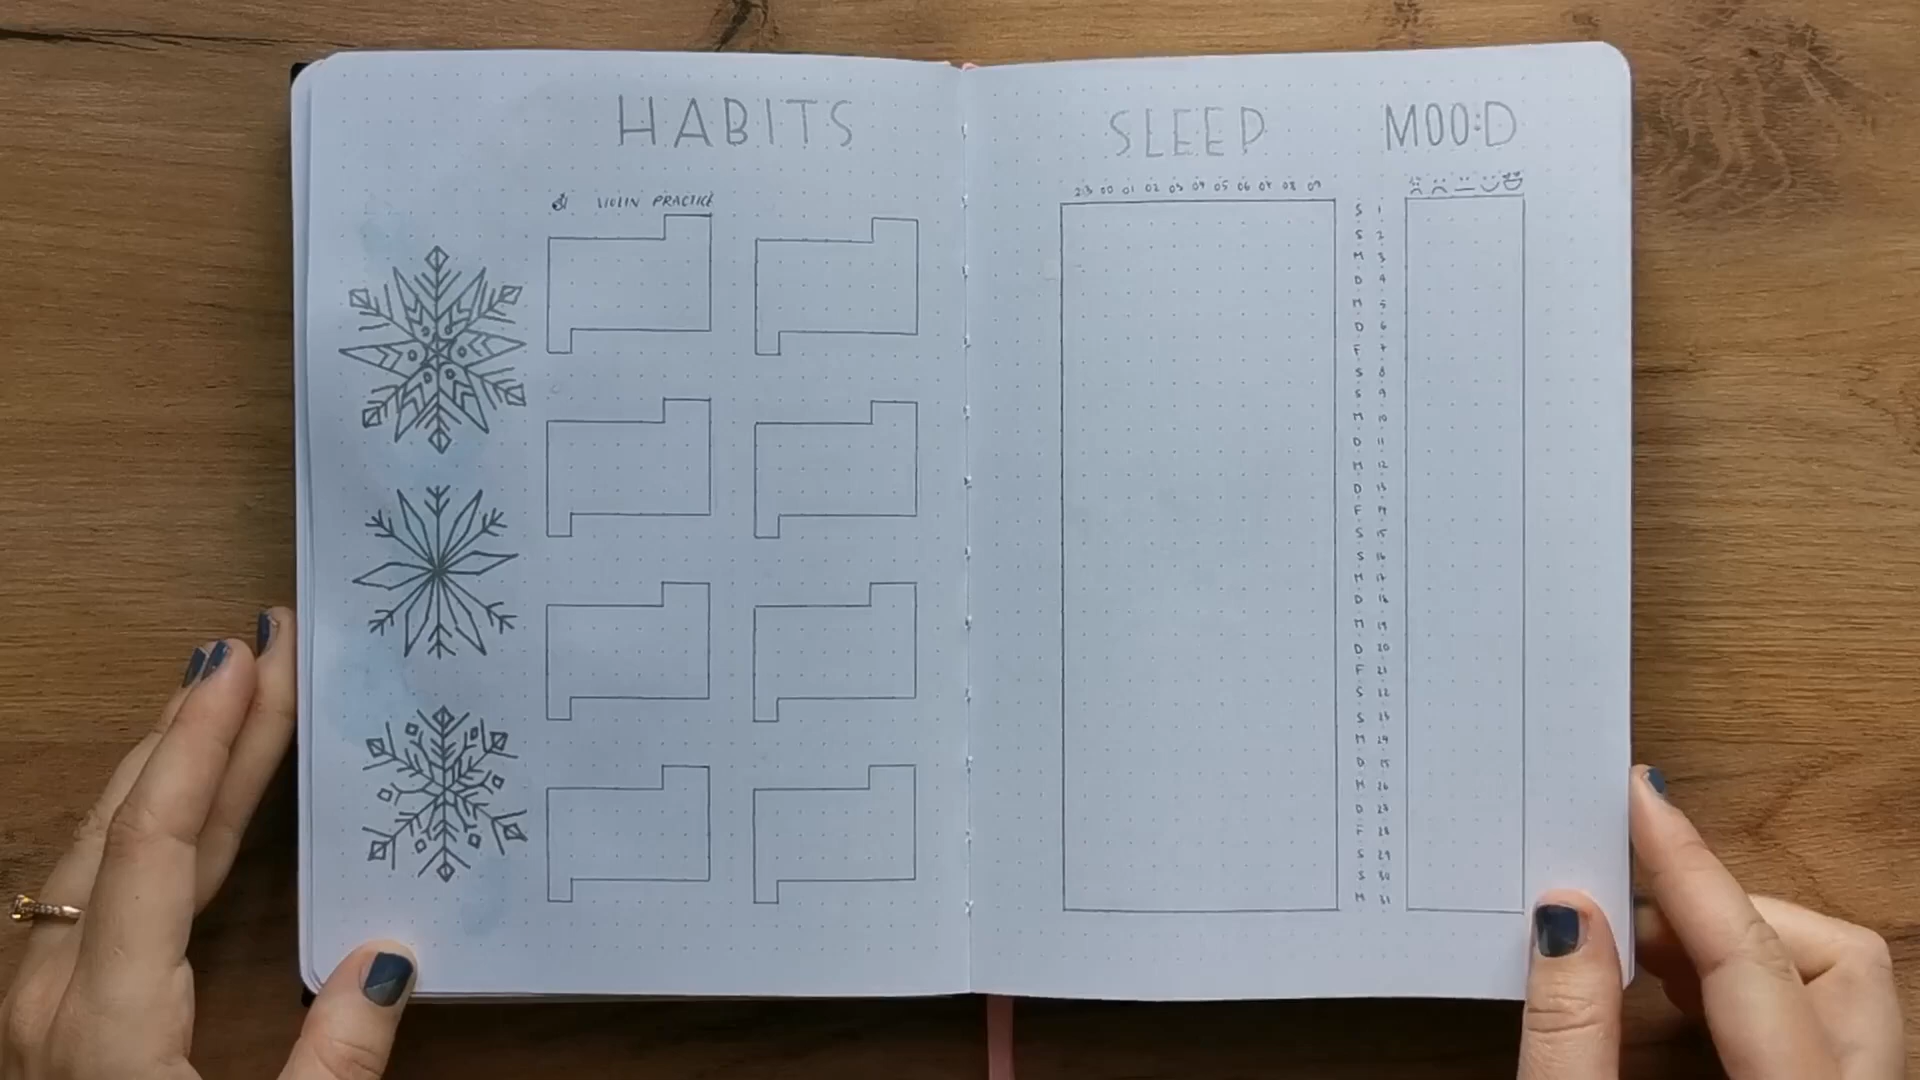 HABITS
VIOLIN PRACTICE
SLEEP
MOOD
23 00 01 02 03 04 05 06 07 08 09
S 1
S 2
M 3
D 4
M 5
D 6
F 7
S 8
S 9
M 10
D 11
M 12
D 13
F 14
S 15
S 16
M 17
D 18
M 19
D 20
F 21
S 22
S 23
M 24
D 25
M 26
D 27
F 28
S 29
S 30
M 31